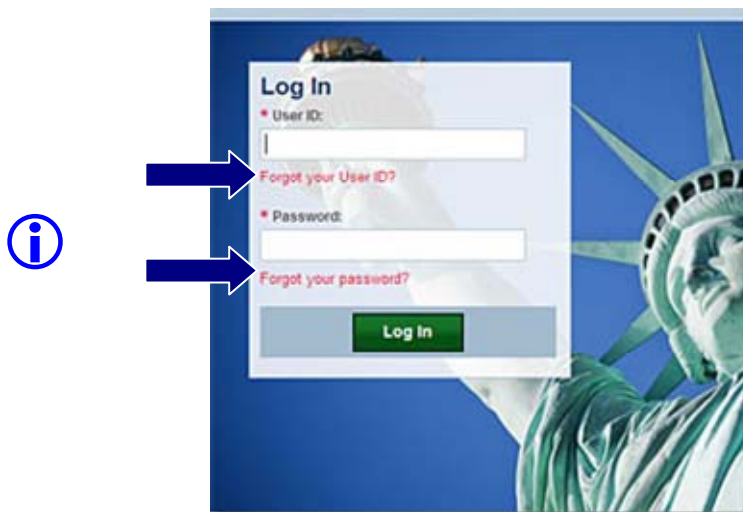 Log In
* User ID:
Forgot your User ID?
* Password:
Forgot your password?
Log In